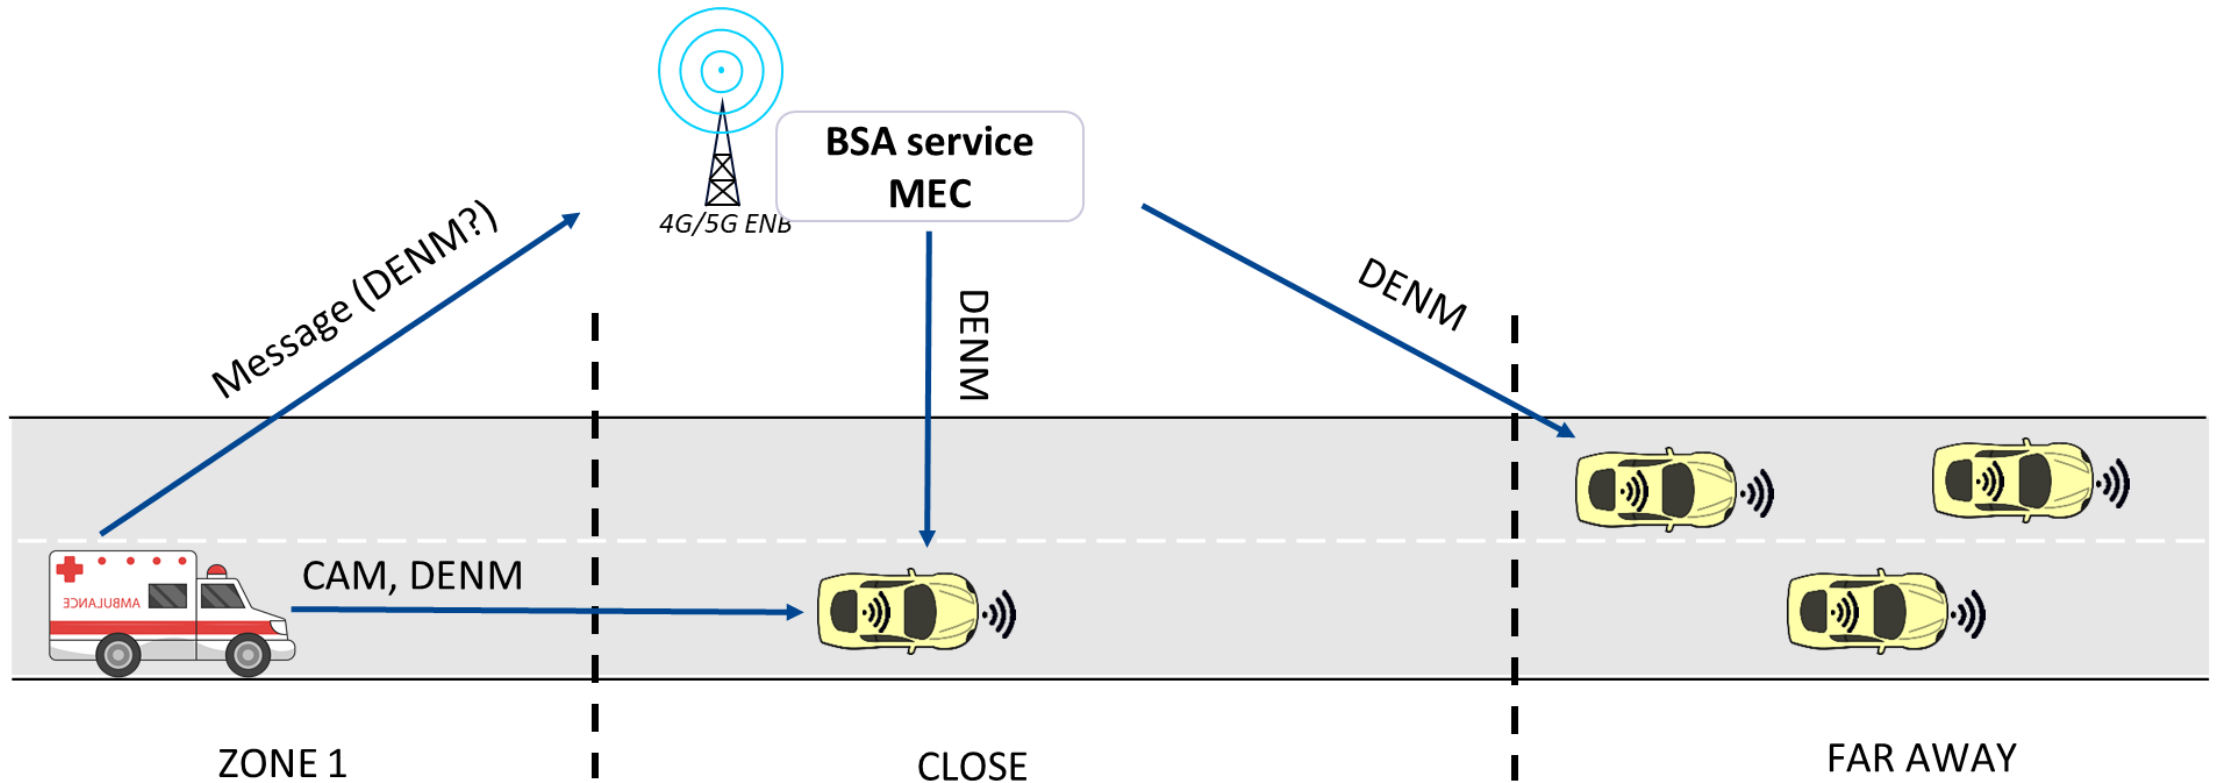 BSA service
MEC
4G/5G ENB
Message (DENM?)
DENM
DENM
CAM, DENM
AMBULANCE
ZONE 1
CLOSE
FAR AWAY